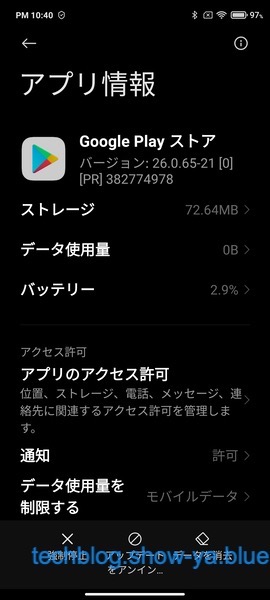 PM 10:40
97%
アプリ情報
Google Play ストア
バージョン: 26.0.65-21 [0]
[PR] 382774978
ストレージ 72.64MB
データ使用量 0B
バッテリー 2.9%
アクセス許可
アプリのアクセス許可
位置、ストレージ、電話、メッセージ、連
絡先に関連するアクセス許可を管理しま
す。
通知 許可
データ使用量を
制限する
モバイルデータ
強制停止 アップデート データを消去
をアンイン...
techblog.show-ya.blue